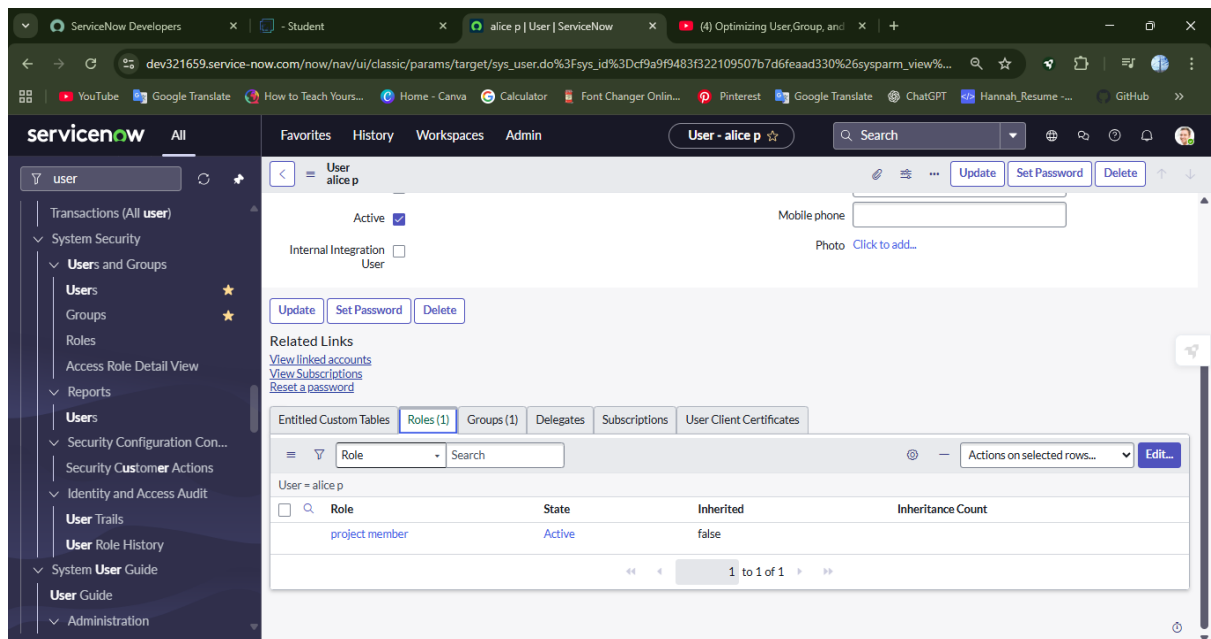 ServiceNow Developers
- Student
alice p | User | ServiceNow
(4) Optimizing User,Group, and
dev321659.service-now.com/now/nav/ui/classic/params/target/sys_user.do%3Fsys_id%3Dcf9a9f9483f322109507b7d6feaad330%26sysparm_view%...
YouTube Google Translate How to Teach Yours... Home - Canva Calculator Font Changer Onlin... Pinterest Google Translate ChatGPT Hannah_Resume -... GitHub
servicenow All Favorites History Workspaces Admin User - alice p Search
user
Transactions (All user)
System Security
Users and Groups
Users
Groups
Roles
Access Role Detail View
Reports
Users
Security Configuration Con...
Security Customer Actions
Identity and Access Audit
User Trails
User Role History
System User Guide
User Guide
Administration
User
alice p
Update Set Password Delete
Active
Mobile phone
Internal Integration
User
Photo Click to add...
Update Set Password Delete
Related Links
View linked accounts
View Subscriptions
Reset a password
Entitled Custom Tables Roles (1) Groups (1) Delegates Subscriptions User Client Certificates
Role Search Actions on selected rows... Edit...
User = alice p
Role State Inherited Inheritance Count
project member Active false
1 to 1 of 1